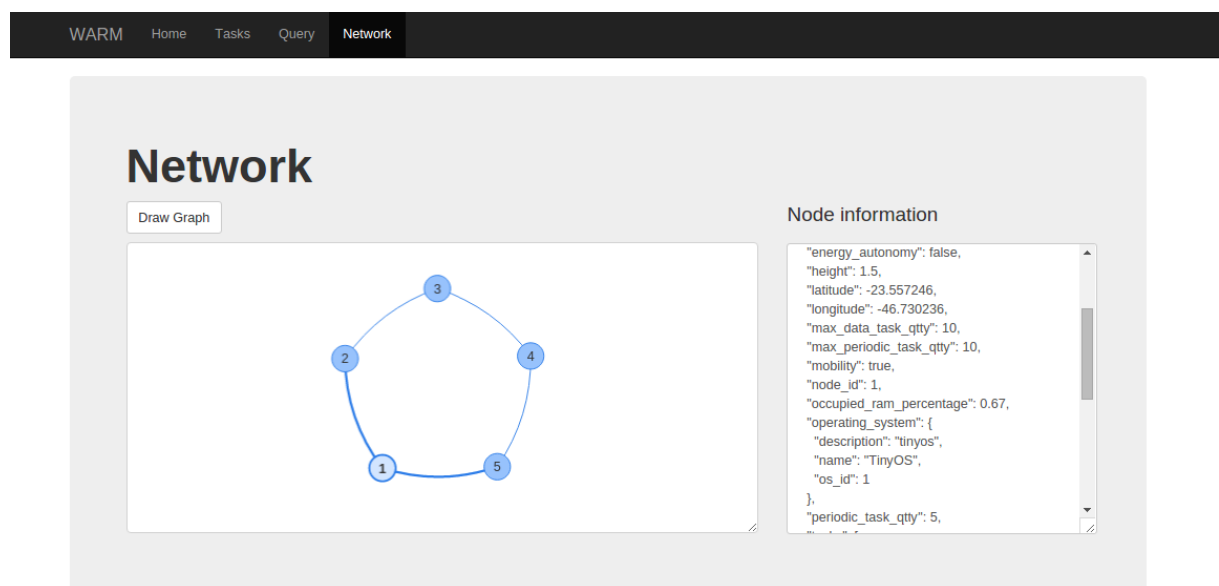 WARM Home Tasks Query Network
Network
Draw Graph
Node information
3
2
4
1
5
"energy_autonomy": false,
"height": 1.5,
"latitude": -23.557246,
"longitude": -46.730236,
"max_data_task_qtty": 10,
"max_periodic_task_qtty": 10,
"mobility": true,
"node_id": 1,
"occupied_ram_percentage": 0.67,
"operating_system": {
"description": "tinyos",
"name": "TinyOS",
"os_id": 1
},
"periodic_task_qtty": 5,